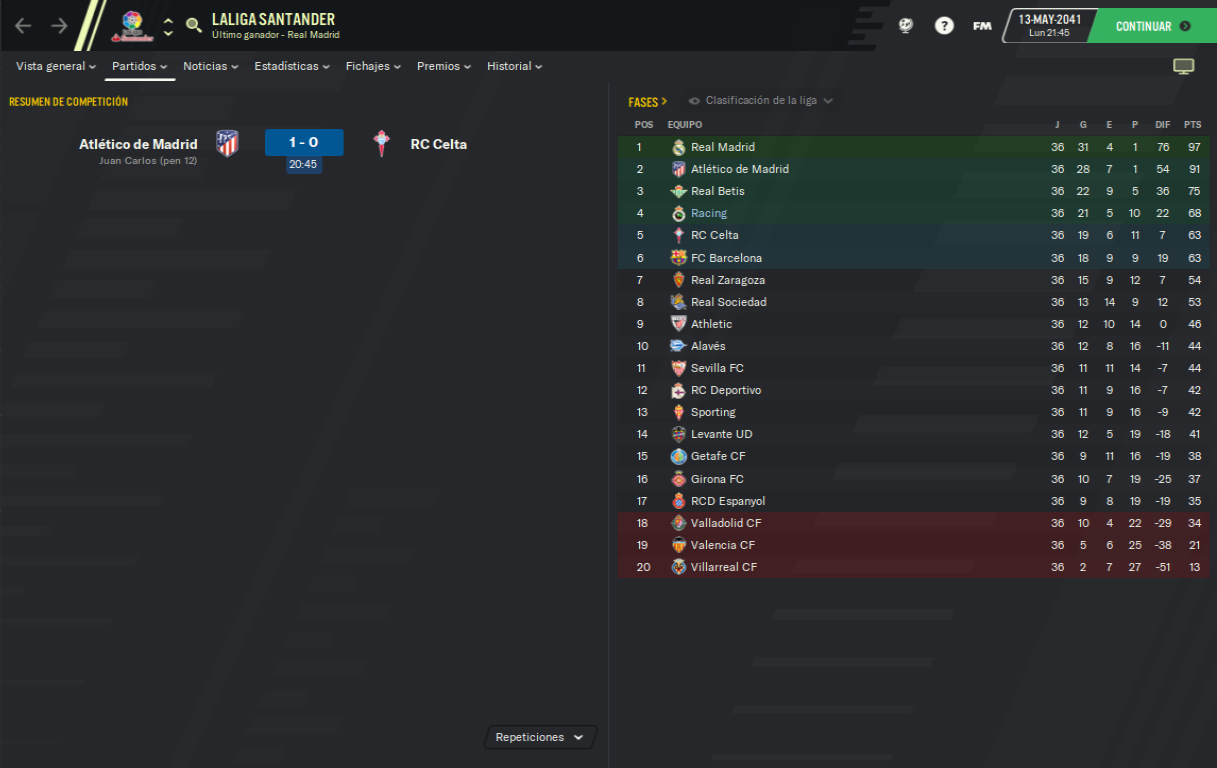 LALIGA SANTANDER
Último ganador - Real Madrid
FM
13-MAY-2041
Lun 21:45
CONTINUAR
Vista general Partidos Noticias Estadísticas Fichajes Premios Historial
RESUMEN DE COMPETICIÓN
Atlético de Madrid 1 - 0 RC Celta
Juan Carlos (pen 12) 20:45
Repeticiones
FASES Clasificación de la liga
POS EQUIPO J G E P DIF PTS
1 Real Madrid 36 31 4 1 76 97
2 Atlético de Madrid 36 28 7 1 54 91
3 Real Betis 36 22 9 5 36 75
4 Racing 36 21 5 10 22 68
5 RC Celta 36 19 6 11 7 63
6 FC Barcelona 36 18 9 9 19 63
7 Real Zaragoza 36 15 9 12 7 54
8 Real Sociedad 36 13 14 9 12 53
9 Athletic 36 12 10 14 0 46
10 Alavés 36 12 8 16 -11 44
11 Sevilla FC 36 11 11 14 -7 44
12 RC Deportivo 36 11 9 16 -7 42
13 Sporting 36 11 9 16 -9 42
14 Levante UD 36 12 5 19 -18 41
15 Getafe CF 36 9 11 16 -19 38
16 Girona FC 36 10 7 19 -25 37
17 RCD Espanyol 36 9 8 19 -19 35
18 Valladolid CF 36 10 4 22 -29 34
19 Valencia CF 36 5 6 25 -38 21
20 Villarreal CF 36 2 7 27 -51 13